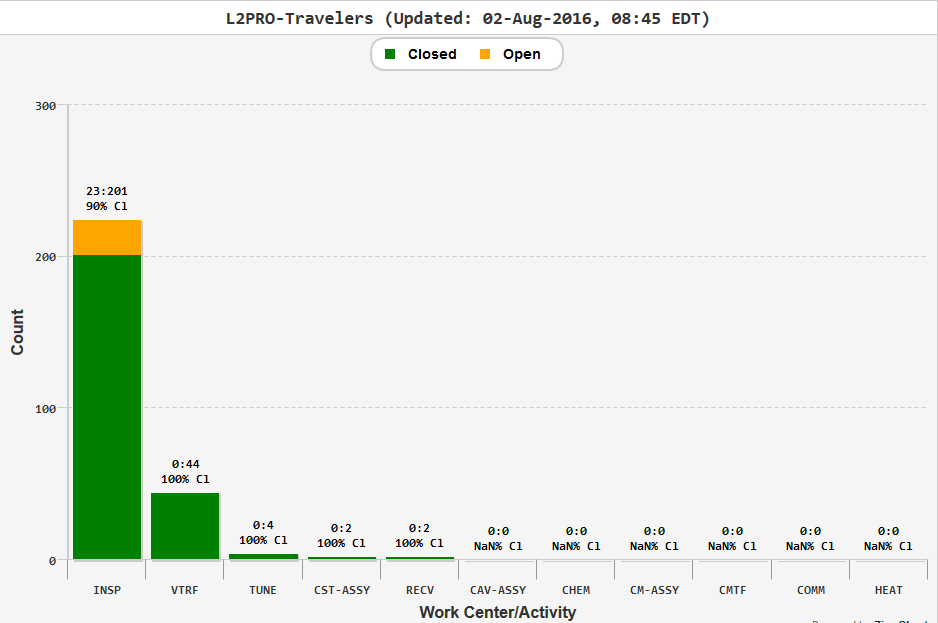 L2PRO-Travelers (Updated: 02-Aug-2016, 08:45 EDT)
Closed Open
300
23:201
90% Cl
200
Count
100
0:44
100% Cl
0:4
100% Cl
0:2
100% Cl
0:2
100% Cl
0:0
NaN% Cl
0:0
NaN% Cl
0:0
NaN% Cl
0:0
NaN% Cl
0:0
NaN% Cl
0:0
NaN% Cl
0
INSP VTRF TUNE CST-ASSY RECV CAV-ASSY CHEM CM-ASSY CMTF COMM HEAT
Work Center/Activity